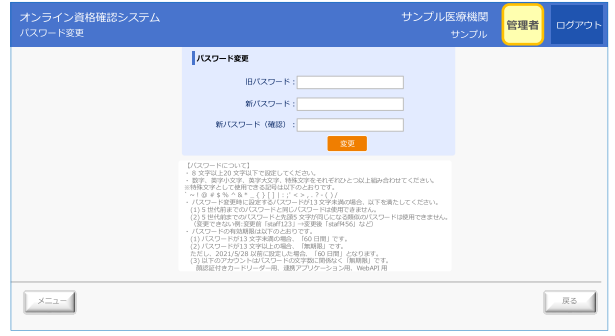 オンライン資格確認システム
パスワード変更
サンプル医療機関
サンプル
管理者
ログアウト
パスワード変更
旧パスワード：
新パスワード：
新パスワード（確認）：
変更
【パスワードについて】
・ 8 文字以上20 文字以下で設定してください。
・ 数字、英字小文字、英字大文字、特殊文字をそれぞれひとつ以上組み合わせてください。
※特殊文字として使用できる記号は以下のとおりです。
` ~ ! @ # $ % ^ & * _ { } [ ] | : ; " < > , . ? - ( ) /
・ パスワード変更時に設定するパスワードが13 文字未満の場合、以下を満たしてください。
(1) 5 世代前までのパスワードと同じパスワードは使用できません。
(2) 5 世代前までのパスワードと先頭5 文字が同じになる類似のパスワードは使用できません。
（変更できない例:変更前「staff123」→変更後「staff456」など）
・ パスワードの有効期限は以下のとおりです。
(1) パスワードが13 文字未満の場合、「60 日間」です。
(2) パスワードが13 文字以上の場合、「無期限」です。
ただし、2021/5/28 以前に設定した場合、「60 日間」となります。
(3) 以下のアカウントはパスワードの文字数に関係なく「無期限」です。
顔認証付きカードリーダー用、連携アプリケーション用、WebAPI 用
メニュー
戻る